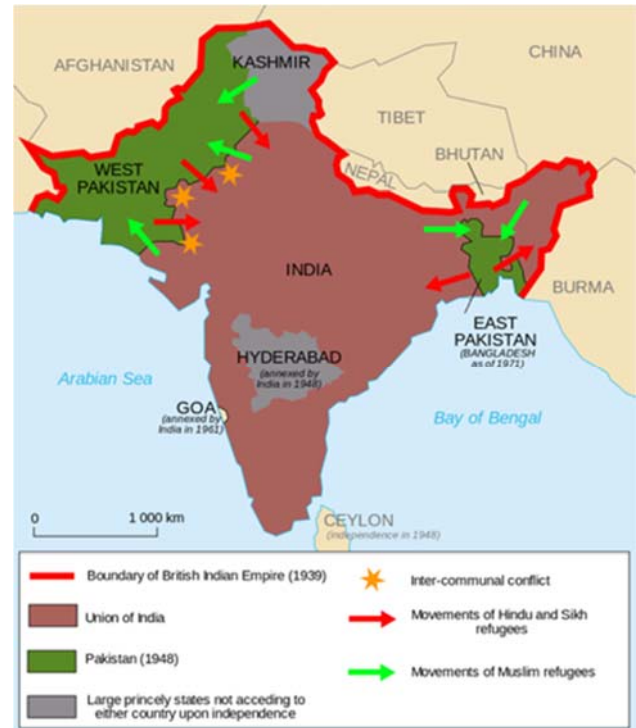 AFGHANISTAN
KASHMIR
CHINA
TIBET
WEST
PAKISTAN
NEPAL
BHUTAN
INDIA
BURMA
EAST
PAKISTAN
(BANGLADESH
as of 1971)
HYDERABAD
(annexed by
India in 1948)
Arabian Sea
GOA
(annexed by
India in 1961)
Bay of Bengal
0 1 000 km
CEYLON
(independence in 1948)
Boundary of British Indian Empire (1939)
Union of India
Pakistan (1948)
Large princely states not acceding to
either country upon independence
Inter-communal conflict
Movements of Hindu and Sikh
refugees
Movements of Muslim refugees